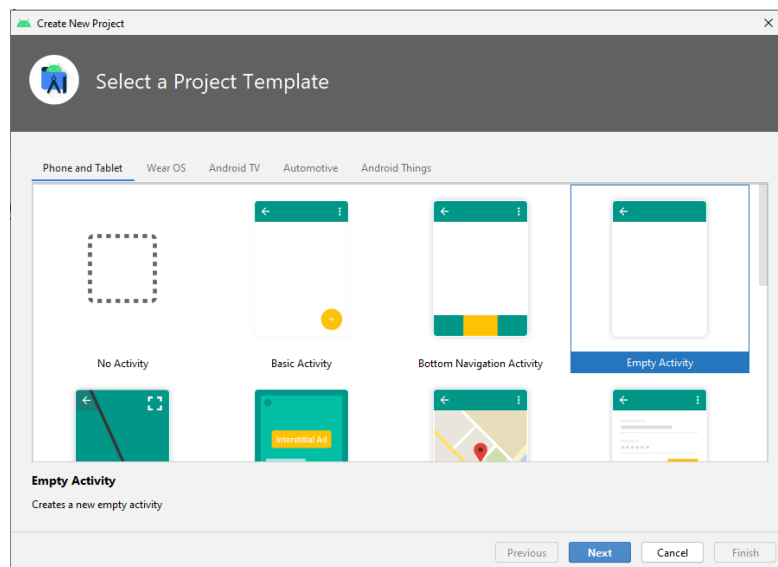 Create New Project
Select a Project Template
Phone and Tablet Wear OS Android TV Automotive Android Things
No Activity Basic Activity Bottom Navigation Activity Empty Activity
Interstitial Ad
Empty Activity
Creates a new empty activity
Previous Next Cancel Finish